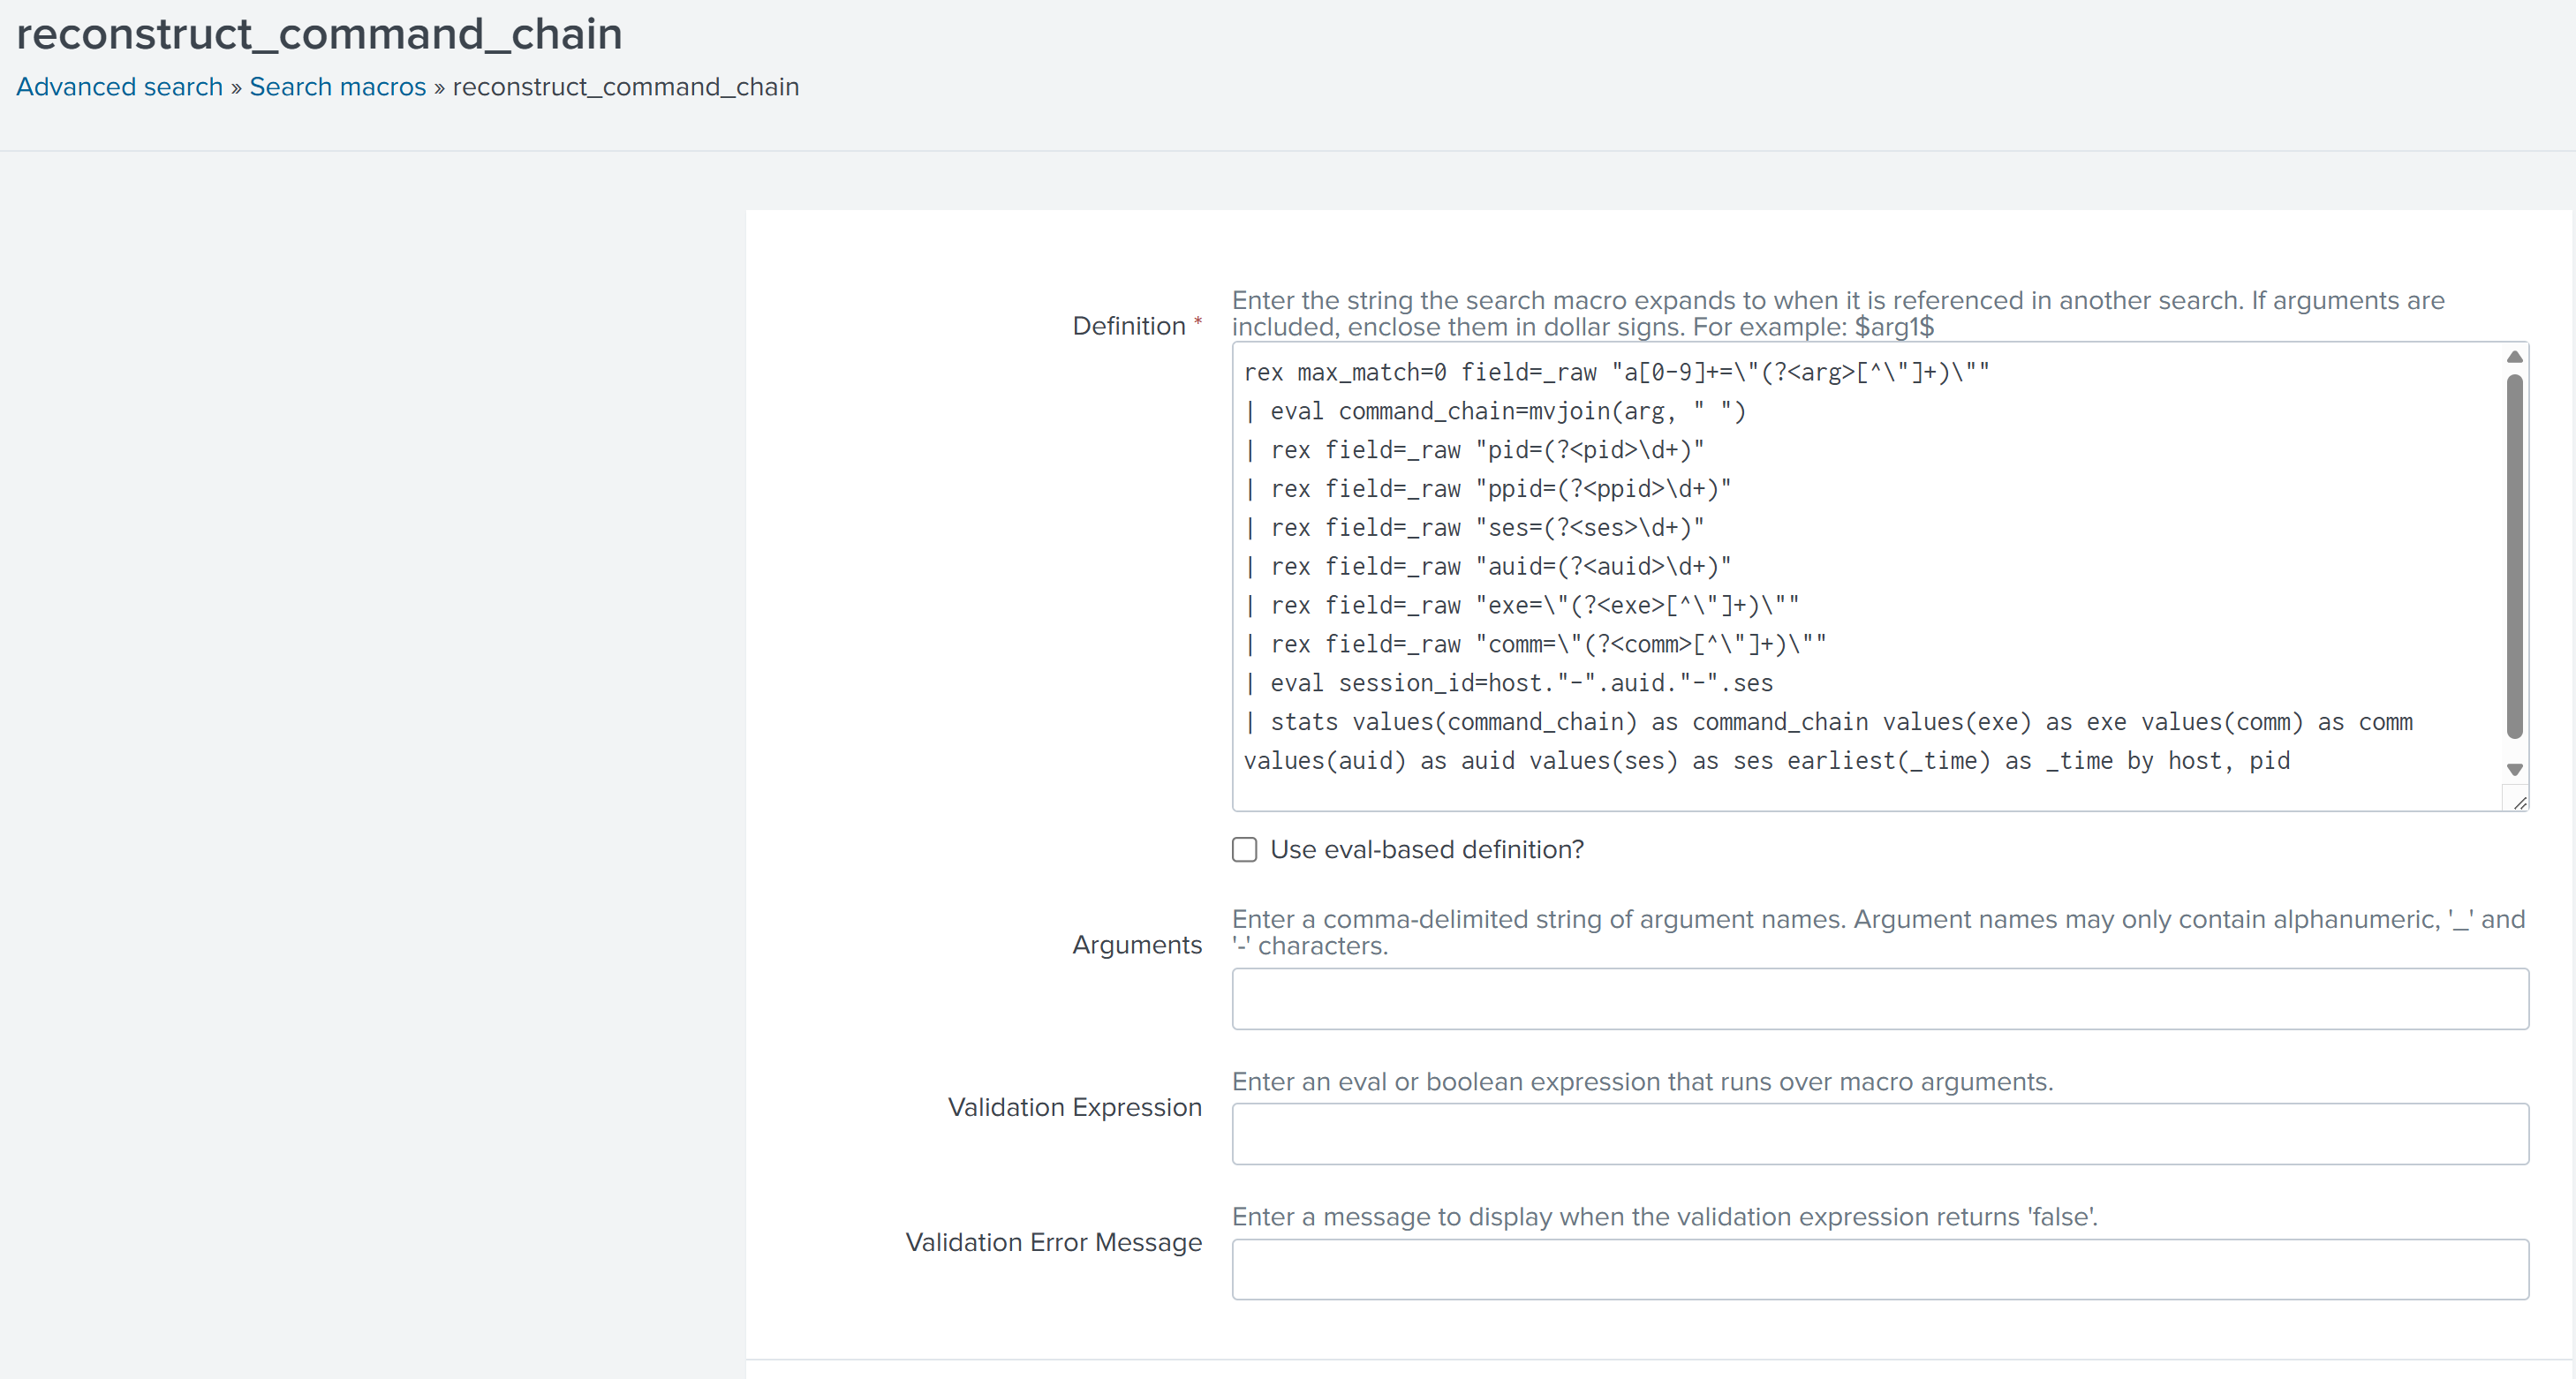 reconstruct_command_chain
Advanced search » Search macros » reconstruct_command_chain
Definition *
Enter the string the search macro expands to when it is referenced in another search. If arguments are
included, enclose them in dollar signs. For example: $arg1$
rex max_match=0 field=_raw "a[0-9]+=\"(?<arg>[^\"]+)\""
| eval command_chain=mvjoin(arg, " ")
| rex field=_raw "pid=(?<pid>\d+)"
| rex field=_raw "ppid=(?<ppid>\d+)"
| rex field=_raw "ses=(?<ses>\d+)"
| rex field=_raw "auid=(?<auid>\d+)"
| rex field=_raw "exe=\"(?<exe>[^\"]+)\""
| rex field=_raw "comm=\"(?<comm>[^\"]+)\""
| eval session_id=host."-".auid."-".ses
| stats values(command_chain) as command_chain values(exe) as exe values(comm) as comm
values(auid) as auid values(ses) as ses earliest(_time) as _time by host, pid
Use eval-based definition?
Arguments
Enter a comma-delimited string of argument names. Argument names may only contain alphanumeric, '_' and
'-' characters.
Validation Expression
Enter an eval or boolean expression that runs over macro arguments.
Validation Error Message
Enter a message to display when the validation expression returns 'false'.